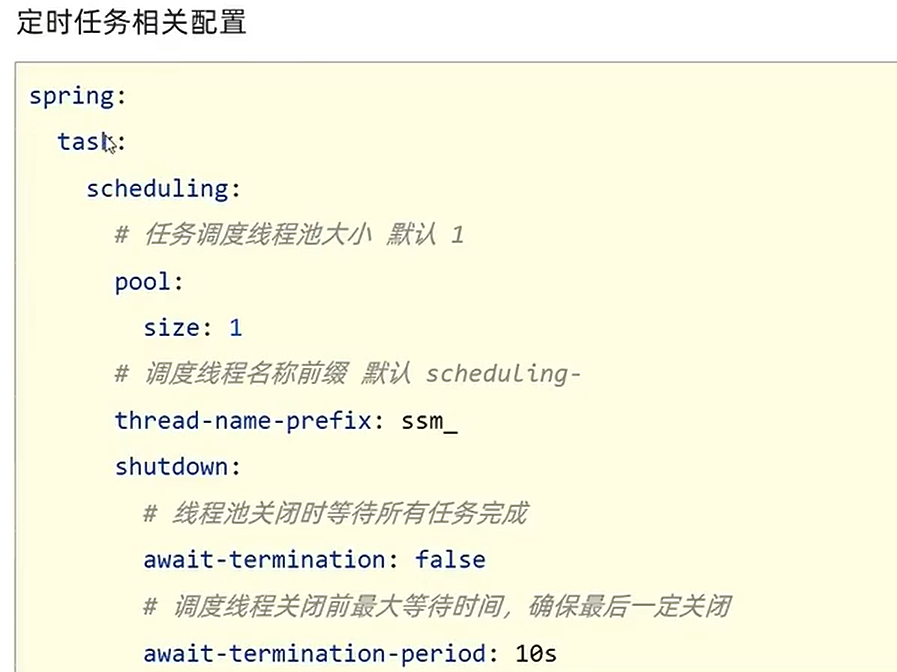 定时任务相关配置
spring:
  task:
    scheduling:
      # 任务调度线程池大小 默认 1
      pool:
        size: 1
      # 调度线程名称前缀 默认 scheduling-
      thread-name-prefix: ssm_
      shutdown:
        # 线程池关闭时等待所有任务完成
        await-termination: false
        # 调度线程关闭前最大等待时间，确保最后一定关闭
        await-termination-period: 10s